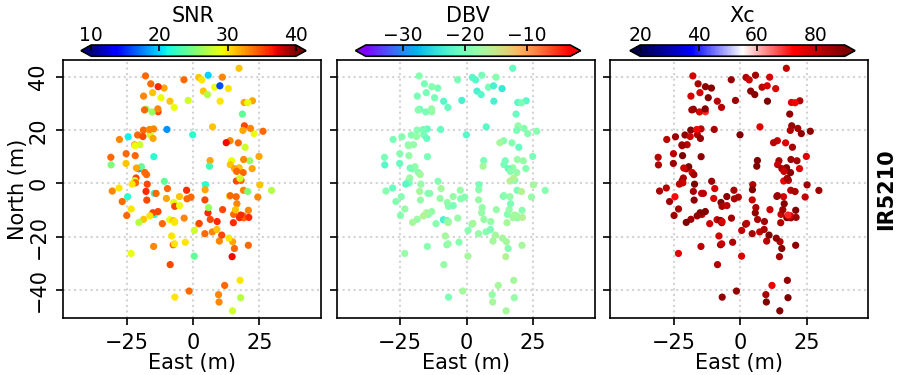 SNR DBV Xc
10 20 30 40 −30 −20 −10 20 40 60 80
40
20
0
−20
−40
North (m)
−25 0 25 −25 0 25 −25 0 25
East (m) East (m) East (m)
IR5210